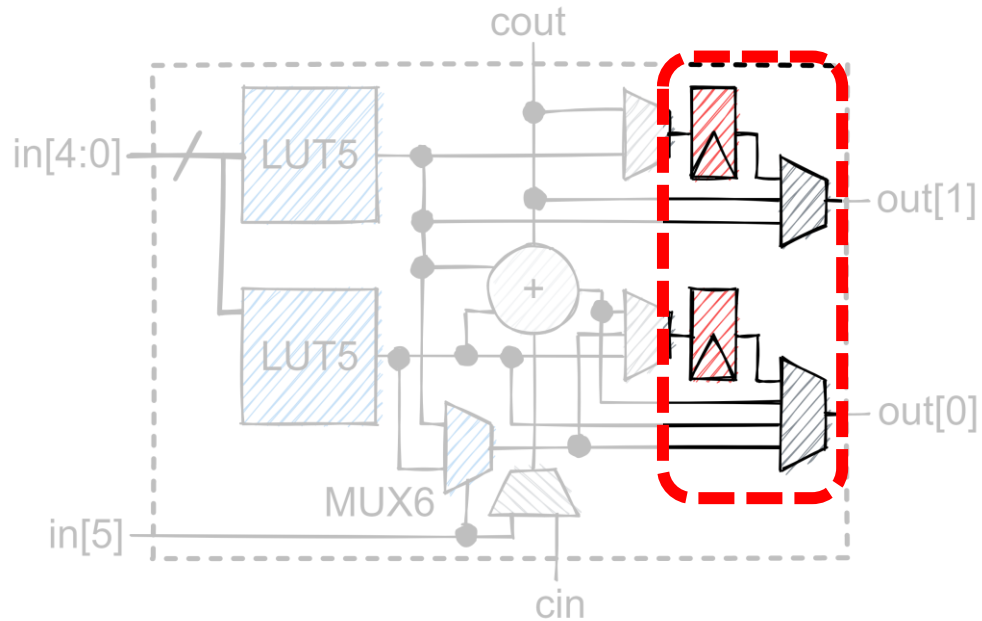 cout
in[4:0]
LUT5
out[1]
+
LUT5
out[0]
MUX6
in[5]
cin